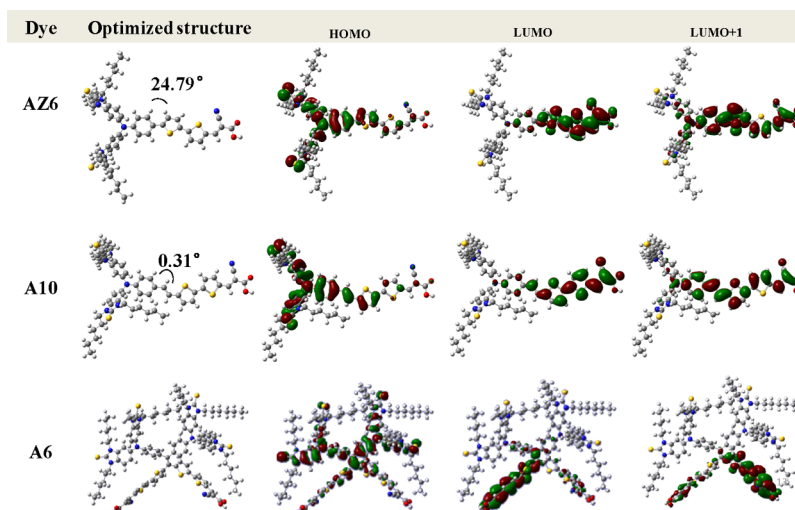 Dye Optimized structure HOMO LUMO LUMO+1
AZ6
24.79°
A10
0.31°
A6